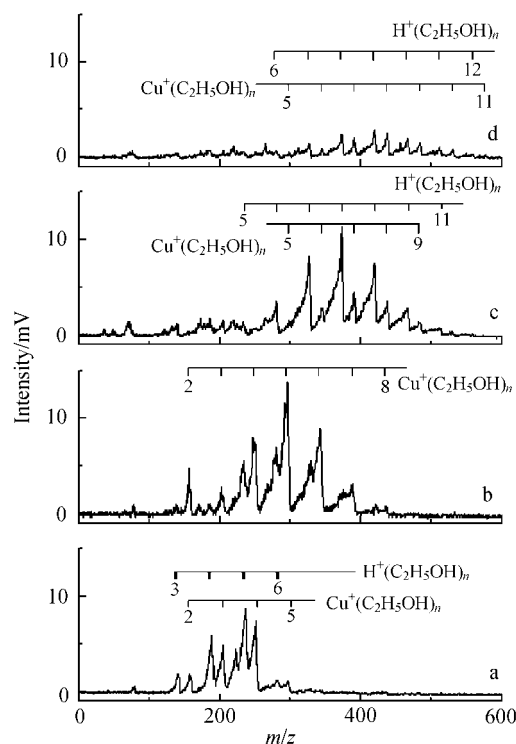 10
H⁺(C₂H₅OH)ₙ
6 12
Cu⁺(C₂H₅OH)ₙ
5 11
d
0
H⁺(C₂H₅OH)ₙ
10
5 11
Cu⁺(C₂H₅OH)ₙ
5 9
c
0
Intensity/mV
2 8 Cu⁺(C₂H₅OH)ₙ
10
b
0
H⁺(C₂H₅OH)ₙ
10
3 6
Cu⁺(C₂H₅OH)ₙ
2 5
a
0
0 200 400 600
m/z